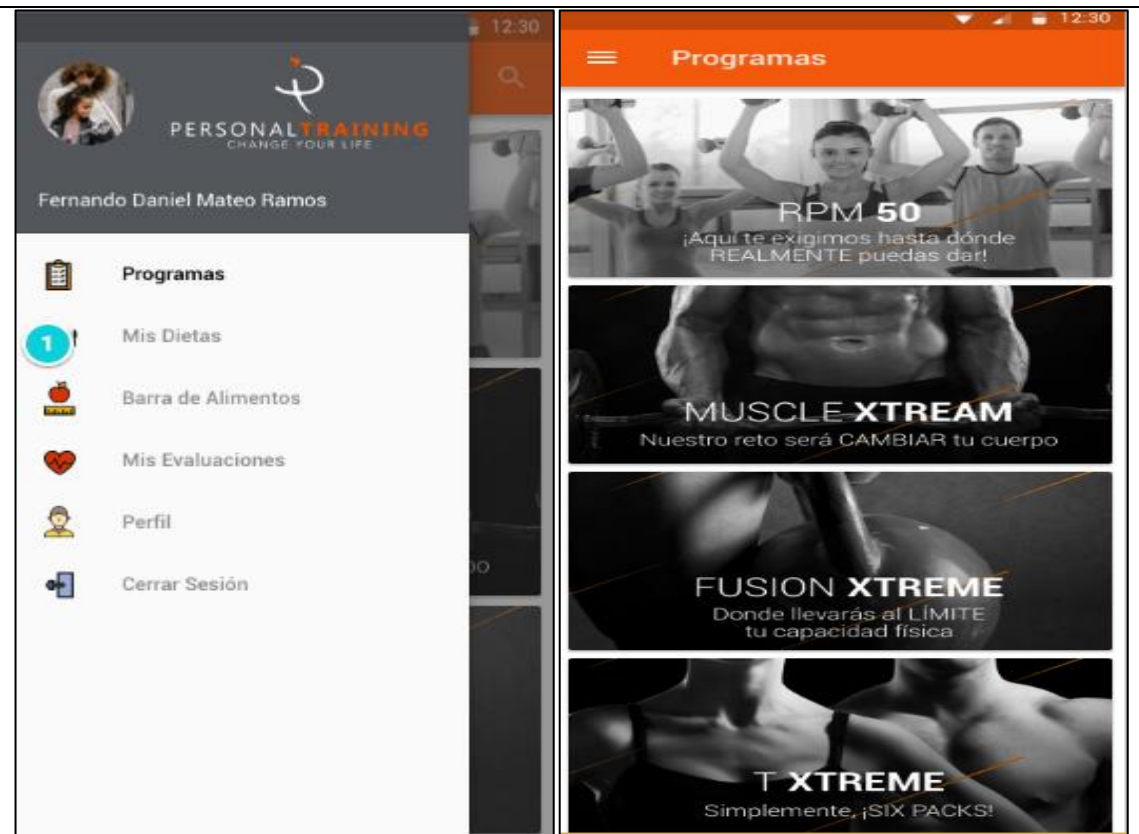 12:30
PERSONALTRAINING
CHANGE YOUR LIFE
Fernando Daniel Mateo Ramos
Programas
1
Mis Dietas
Barra de Alimentos
Mis Evaluaciones
Perfil
Cerrar Sesión
DO
12:30
Programas
RPM 50
¡Aquí te exigimos hasta dónde
REALMENTE puedas dar!
MUSCLE XTREAM
Nuestro reto será CAMBIAR tu cuerpo
FUSION XTREME
Donde llevarás al LÍMITE
tu capacidad física
T XTREME
Simplemente, ¡SIX PACKS!